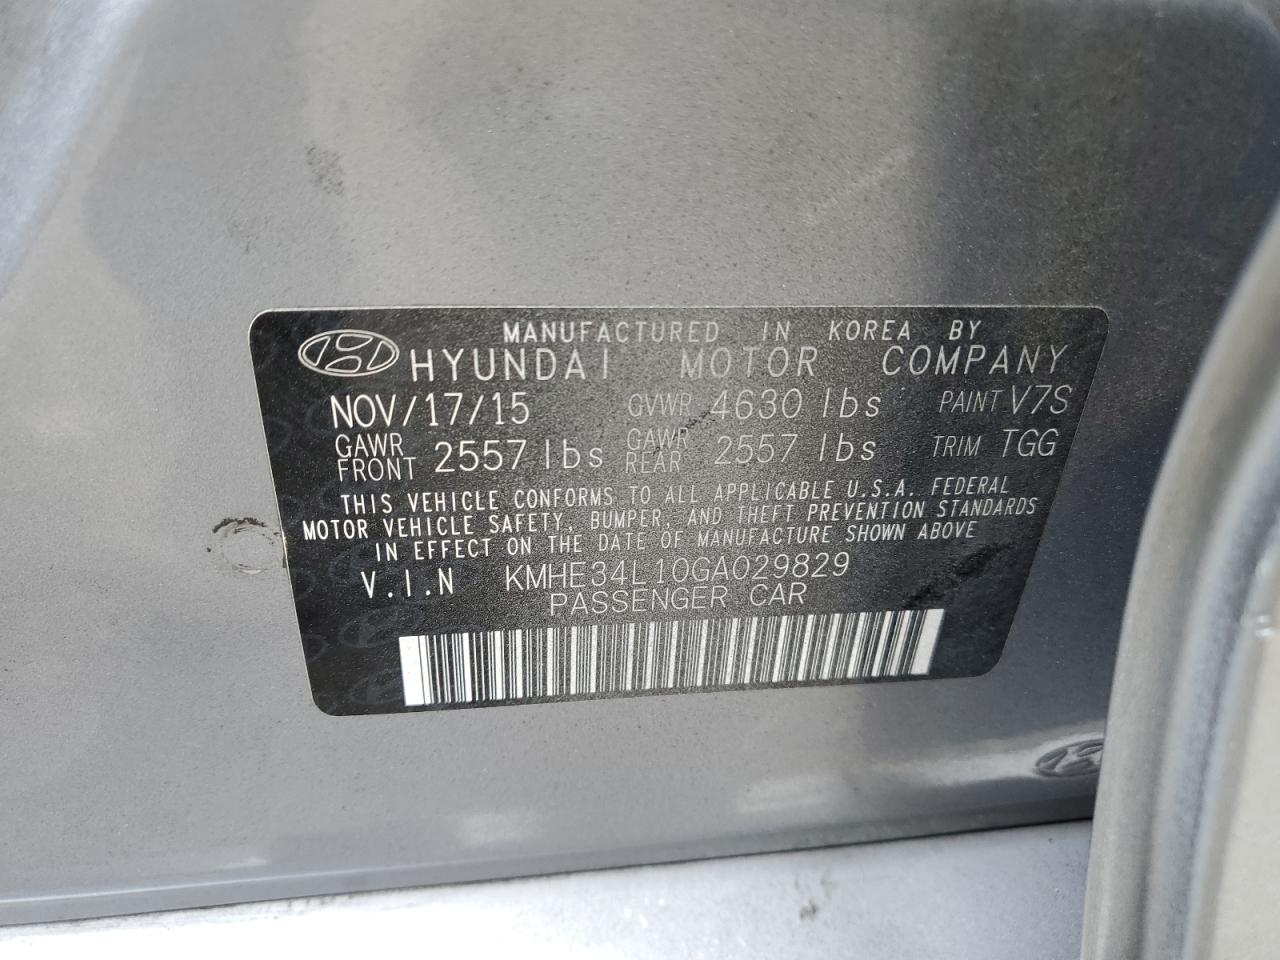 MANUFACTURED IN KOREA BY
HYUNDAI MOTOR COMPANY
NOV/17/15 GVWR 4630 lbs PAINT V7S
GAWR FRONT 2557 lbs GAWR REAR 2557 lbs TRIM TGG
THIS VEHICLE CONFORMS TO ALL APPLICABLE U.S.A. FEDERAL
MOTOR VEHICLE SAFETY, BUMPER, AND THEFT PREVENTION STANDARDS
IN EFFECT ON THE DATE OF MANUFACTURE SHOWN ABOVE
V.I.N KMHE34L10GA029829
PASSENGER CAR